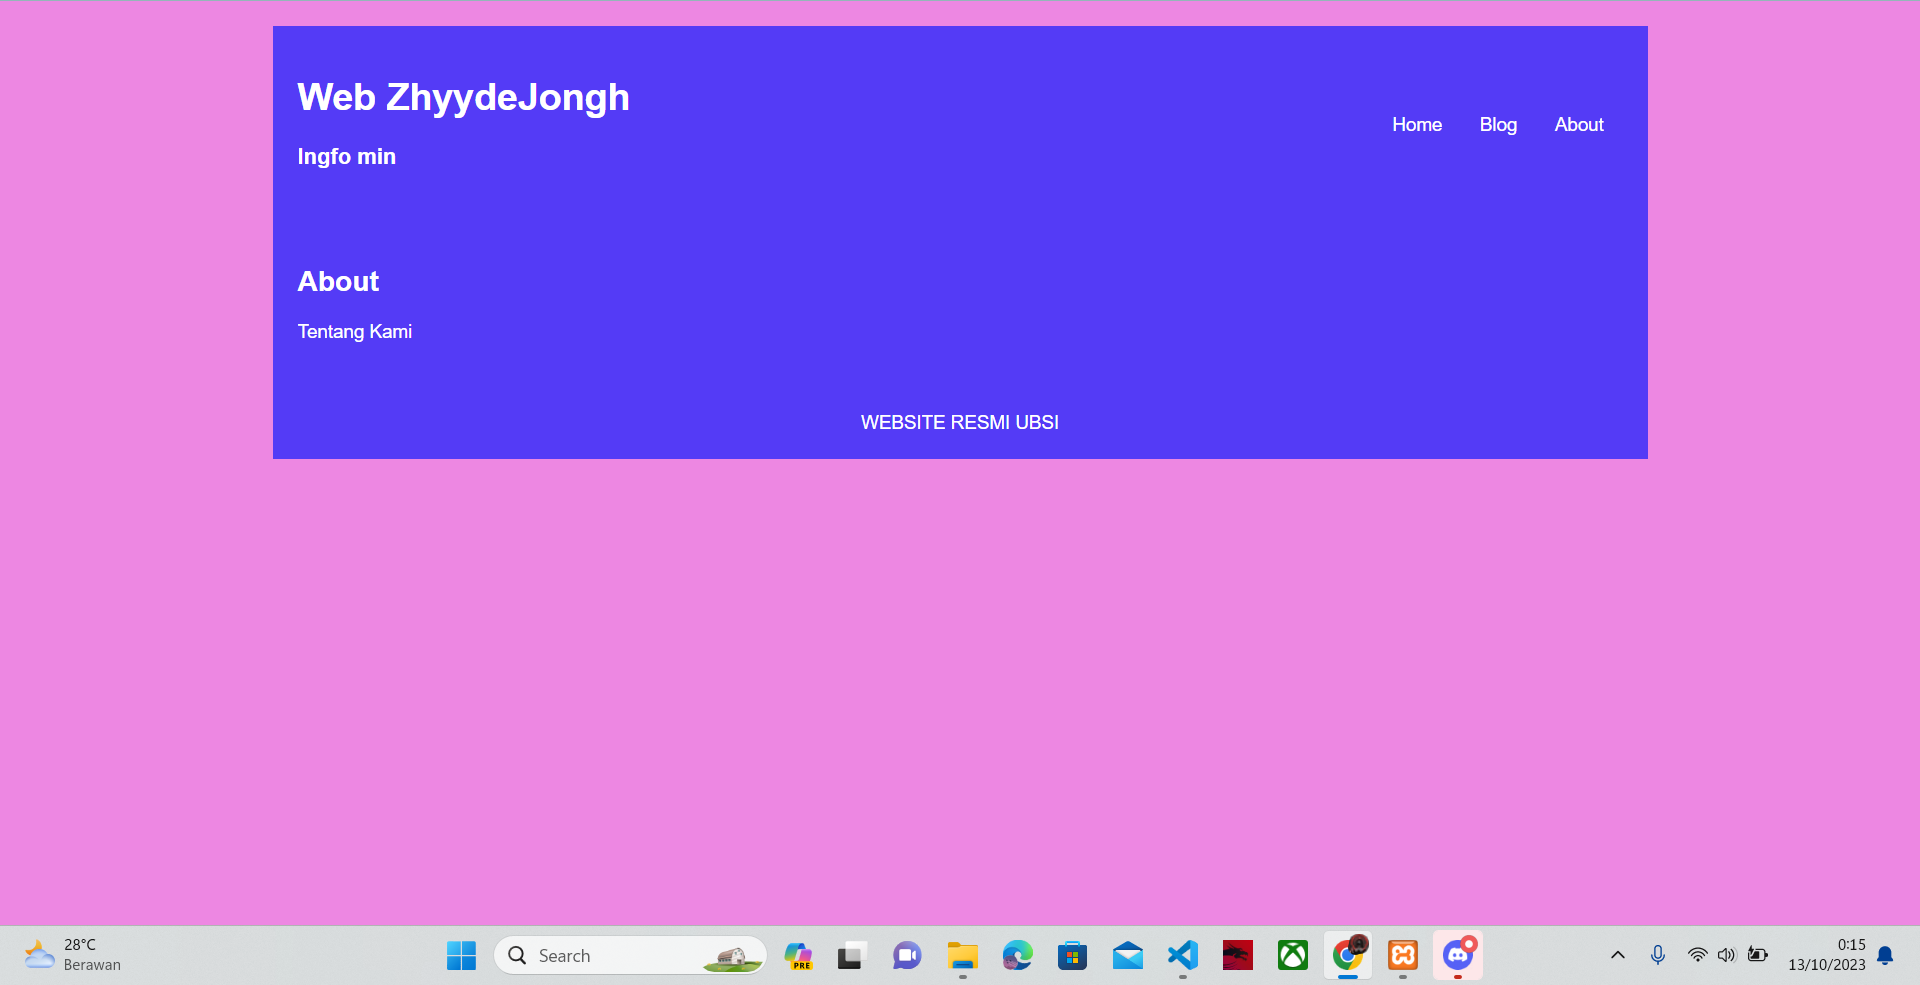 Web ZhyydeJongh
Home Blog About
Ingfo min
About
Tentang Kami
WEBSITE RESMI UBSI
28°C
Berawan
Search
PRE
0:15
13/10/2023